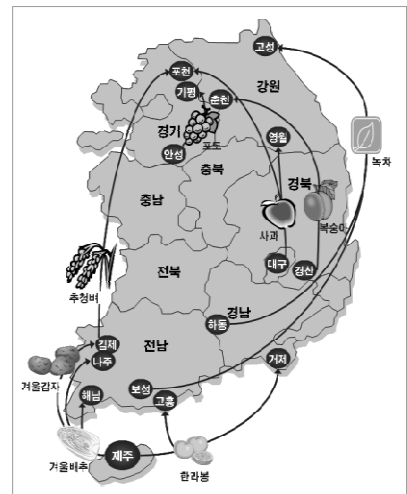 고성
포천
강원
가평
춘천
경기
포도
영월
녹차
안성
충북
경북
충남
사과
복숭아
대구
경산
전북
추청벼
경남
하동
김제
전남
나주
거제
겨울감자
해남
보성
고흥
제주
겨울배추
한라봉